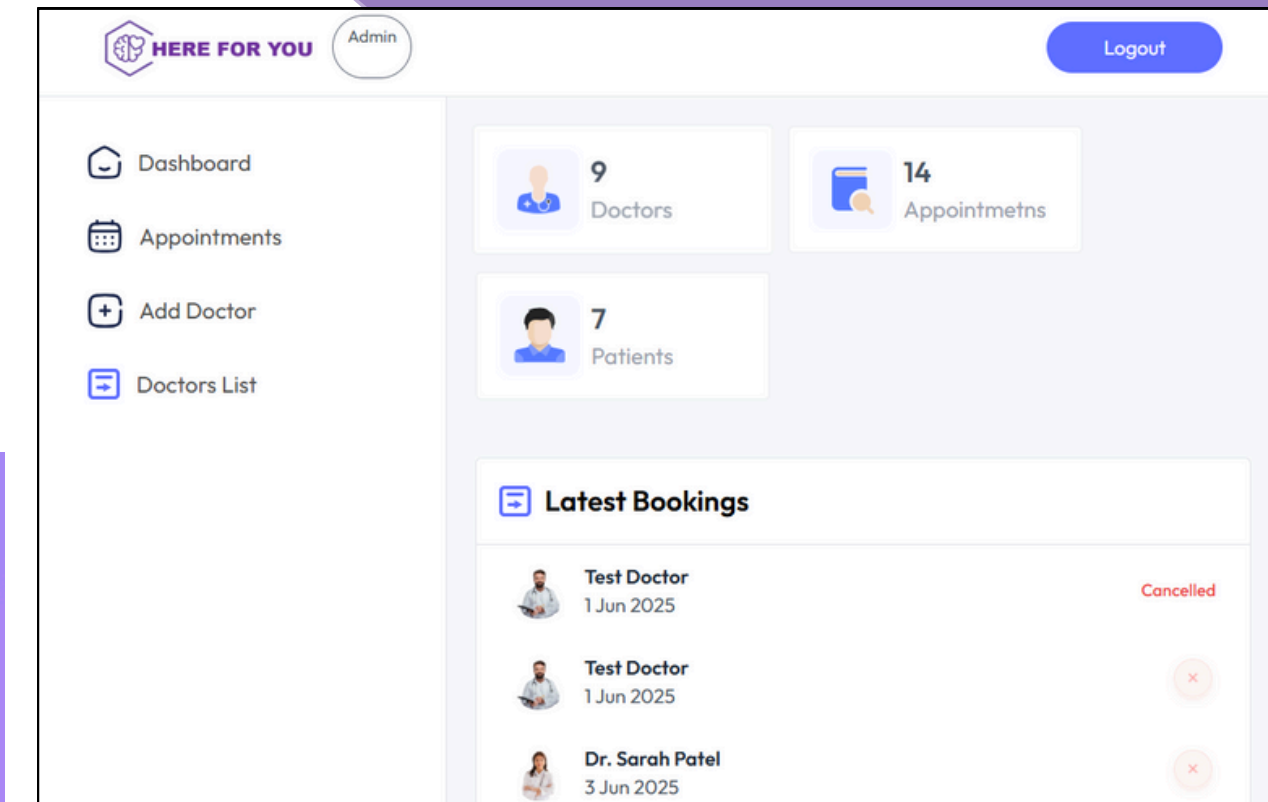 HERE FOR YOU
Admin
Logout
Dashboard
Appointments
Add Doctor
Doctors List
9
Doctors
14
Appointmetns
7
Patients
Latest Bookings
Test Doctor
1 Jun 2025
Cancelled
Test Doctor
1 Jun 2025
Dr. Sarah Patel
3 Jun 2025